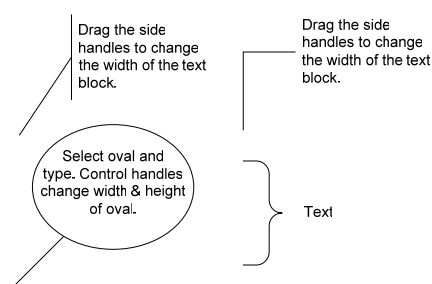 Drag the side
handles to change
the width of the text
block.
Drag the side
handles to change
the width of the text
block.
Select oval and
type. Control handles
change width & height
of oval.
Text